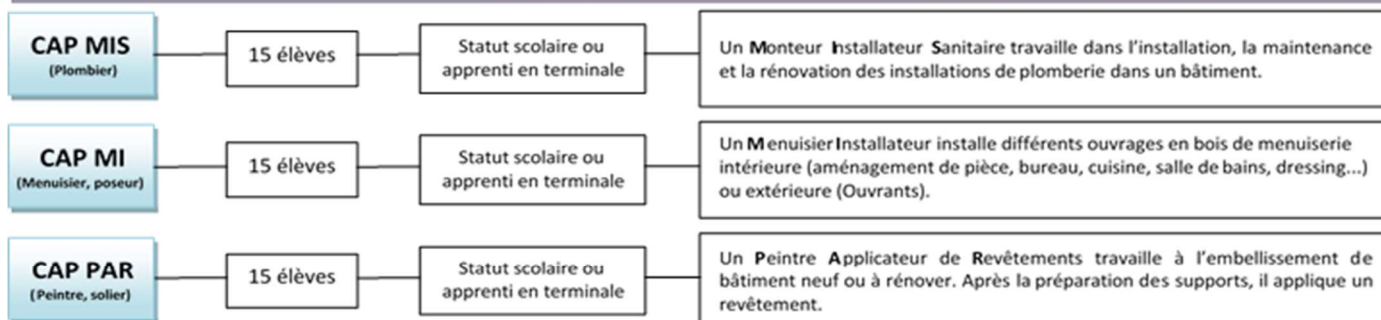 CAP MIS
(Plombier)
15 élèves
Statut scolaire ou
apprenti en terminale
Un Monteur Installateur Sanitaire travaille dans l'installation, la maintenance
et la rénovation des installations de plomberie dans un bâtiment.
CAP MI
(Menuisier, poseur)
15 élèves
Statut scolaire ou
apprenti en terminale
Un Menuisier Installateur installe différents ouvrages en bois de menuiserie
intérieure (aménagement de pièce, bureau, cuisine, salle de bains, dressing...)
ou extérieure (Ouvrants).
CAP PAR
(Peintre, solier)
15 élèves
Statut scolaire ou
apprenti en terminale
Un Peintre Applicateur de Revêtements travaille à l'embellissement de
bâtiment neuf ou à rénover. Après la préparation des supports, il applique un
revêtement.